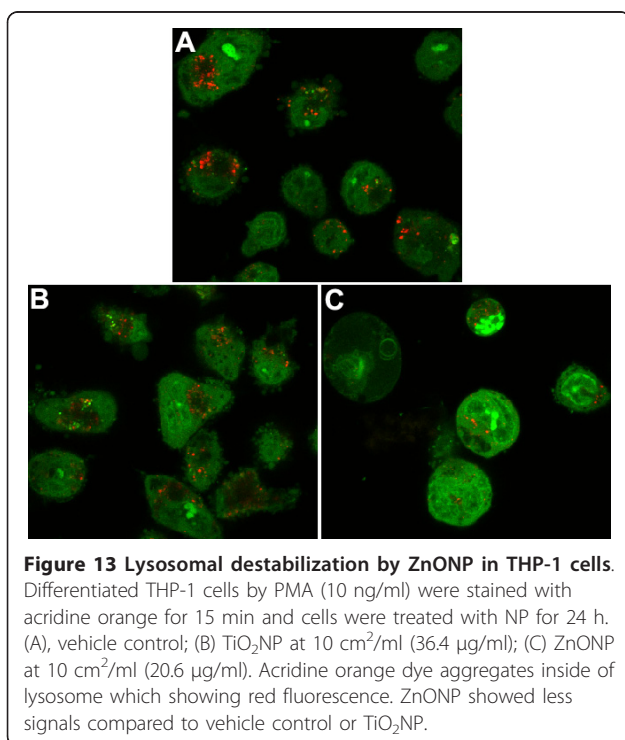 A
B
C
Figure 13 Lysosomal destabilization by ZnONP in THP-1 cells.
Differentiated THP-1 cells by PMA (10 ng/ml) were stained with
acridine orange for 15 min and cells were treated with NP for 24 h.
(A), vehicle control; (B) TiO₂NP at 10 cm²/ml (36.4 μg/ml); (C) ZnONP
at 10 cm²/ml (20.6 μg/ml). Acridine orange dye aggregates inside of
lysosome which showing red fluorescence. ZnONP showed less
signals compared to vehicle control or TiO₂NP.